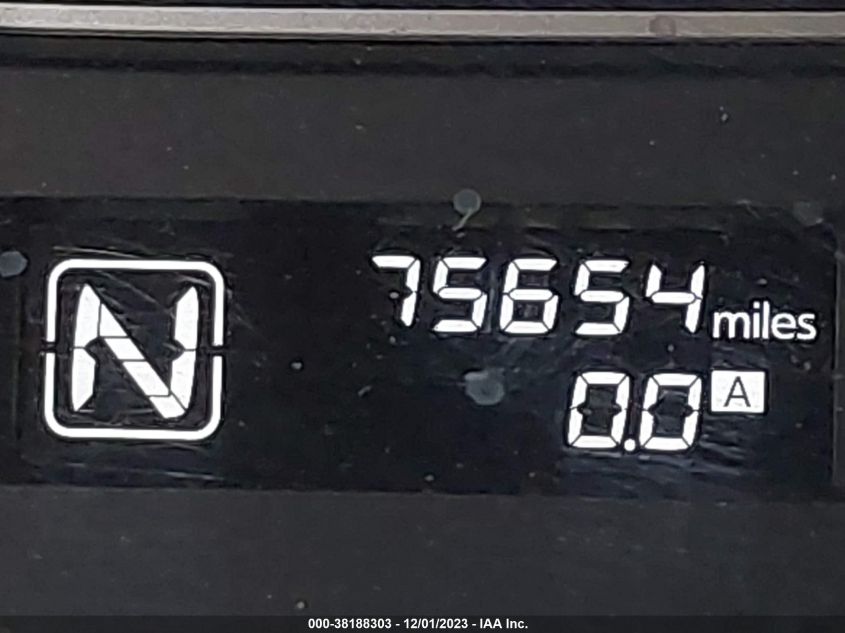 N
75654 miles
0.0 A
000-38188303 - 12/01/2023 - IAA Inc.